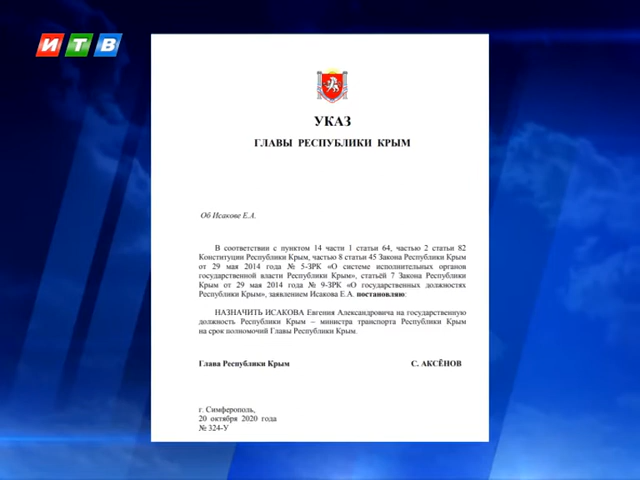 ИТВ
УКАЗ
ГЛАВЫ РЕСПУБЛИКИ КРЫМ
Об Исакове Е.А.
В соответствии с пунктом 14 части 1 статьи 64, частью 2 статьи 82
Конституции Республики Крым, частью 8 статьи 45 Закона Республики Крым
от 29 мая 2014 года № 5-ЗРК «О системе исполнительных органов
государственной власти Республики Крым», статьёй 7 Закона Республики
Крым от 29 мая 2014 года № 9-ЗРК «О государственных должностях
Республики Крым», заявлением Исакова Е.А. постановляю:
НАЗНАЧИТЬ ИСАКОВА Евгения Александровича на государственную
должность Республики Крым – министра транспорта Республики Крым
на срок полномочий Главы Республики Крым.
Глава Республики Крым С. АКСЁНОВ
г. Симферополь,
20 октября 2020 года
№ 324-У